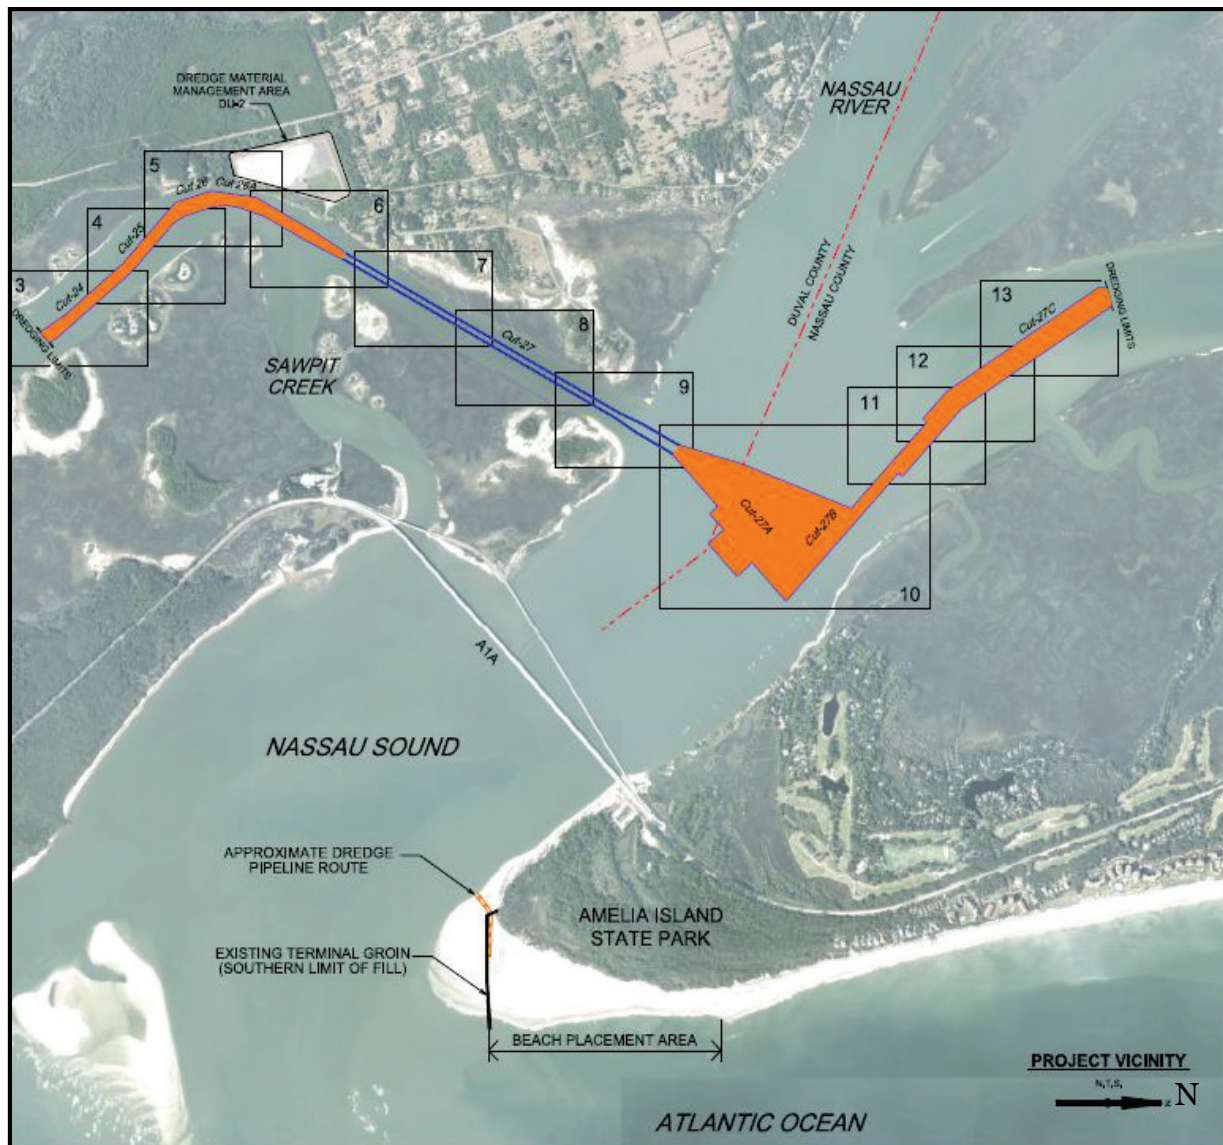 DREDGE MATERIAL
MANAGEMENT AREA
DU-2
NASSAU
RIVER
5
Cut 26
Cut-26A
6
4
Cut-25
7
3
Cut-24
DREDGING LIMITS
8
Cut-27
SAWPIT
CREEK
9
DUVAL COUNTY
NASSAU COUNTY
13
Cut-27C
DREDGING LIMITS
12
11
Cut-27A
Cut-27B
10
A1A
NASSAU SOUND
APPROXIMATE DREDGE
PIPELINE ROUTE
AMELIA ISLAND
STATE PARK
EXISTING TERMINAL GROIN
(SOUTHERN LIMIT OF FILL)
BEACH PLACEMENT AREA
PROJECT VICINITY
N.T.S.
Z
N
ATLANTIC OCEAN